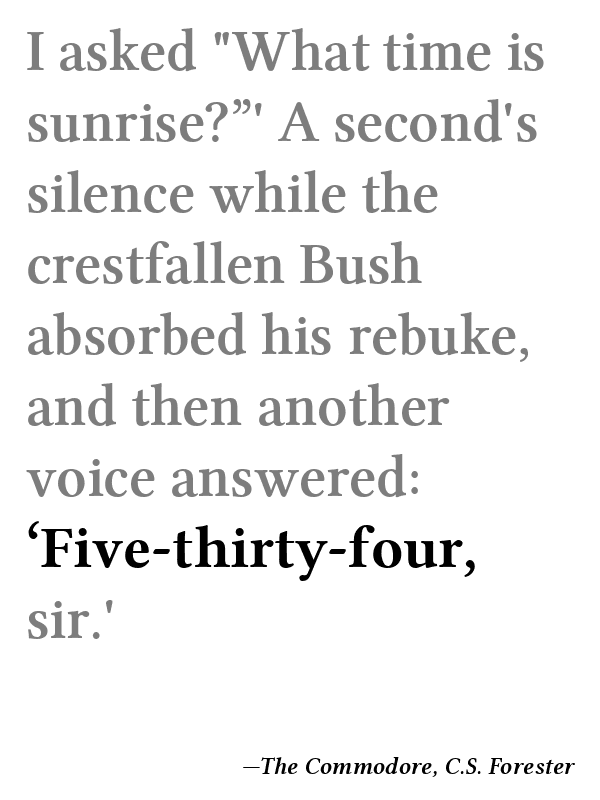 I asked "What time is
sunrise?”' A second's
silence while the
crestfallen Bush
absorbed his rebuke,
and then another
voice answered:
‘Five-thirty-four,
sir.'
—The Commodore, C.S. Forester